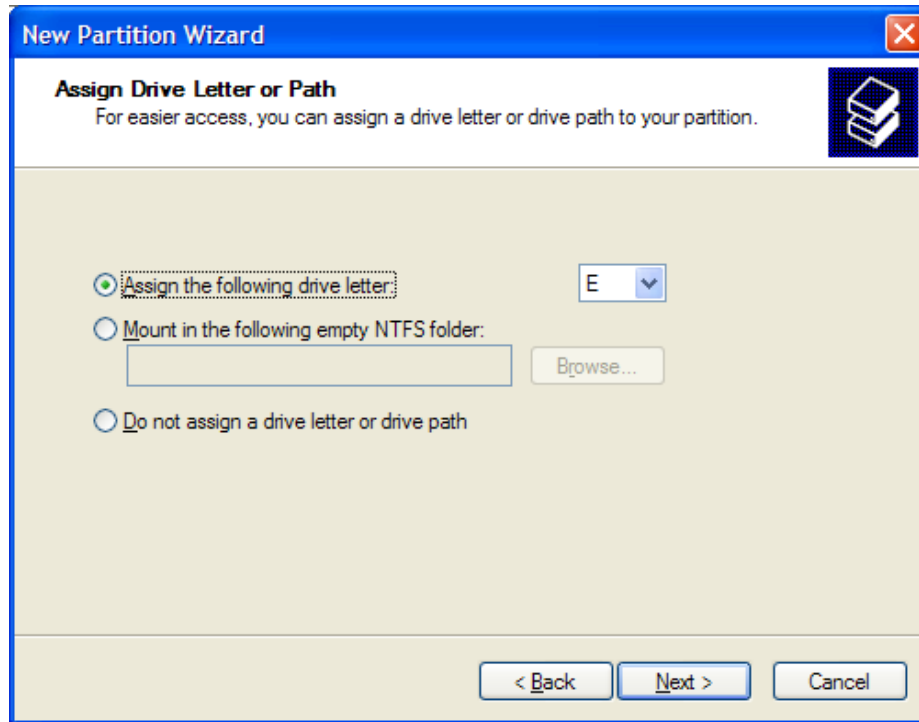 New Partition Wizard
Assign Drive Letter or Path
For easier access, you can assign a drive letter or drive path to your partition.
Assign the following drive letter: E
Mount in the following empty NTFS folder:
Browse...
Do not assign a drive letter or drive path
< Back Next > Cancel